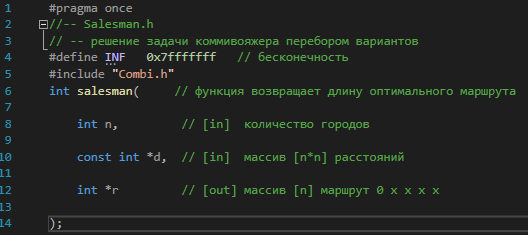 1 #pragma once
2 //-- Salesman.h
3 // -- решение задачи коммивояжера перебором вариантов
4 #define INF   0x7fffffff   // бесконечность
5 #include "Combi.h"
6 int salesman(     // функция возвращает длину оптимального маршрута
7
8     int n,         // [in]  количество городов
9
10     const int *d,  // [in]  массив [n*n] расстояний
11
12     int *r         // [out] массив [n] маршрут 0 x x x x
13
14 );